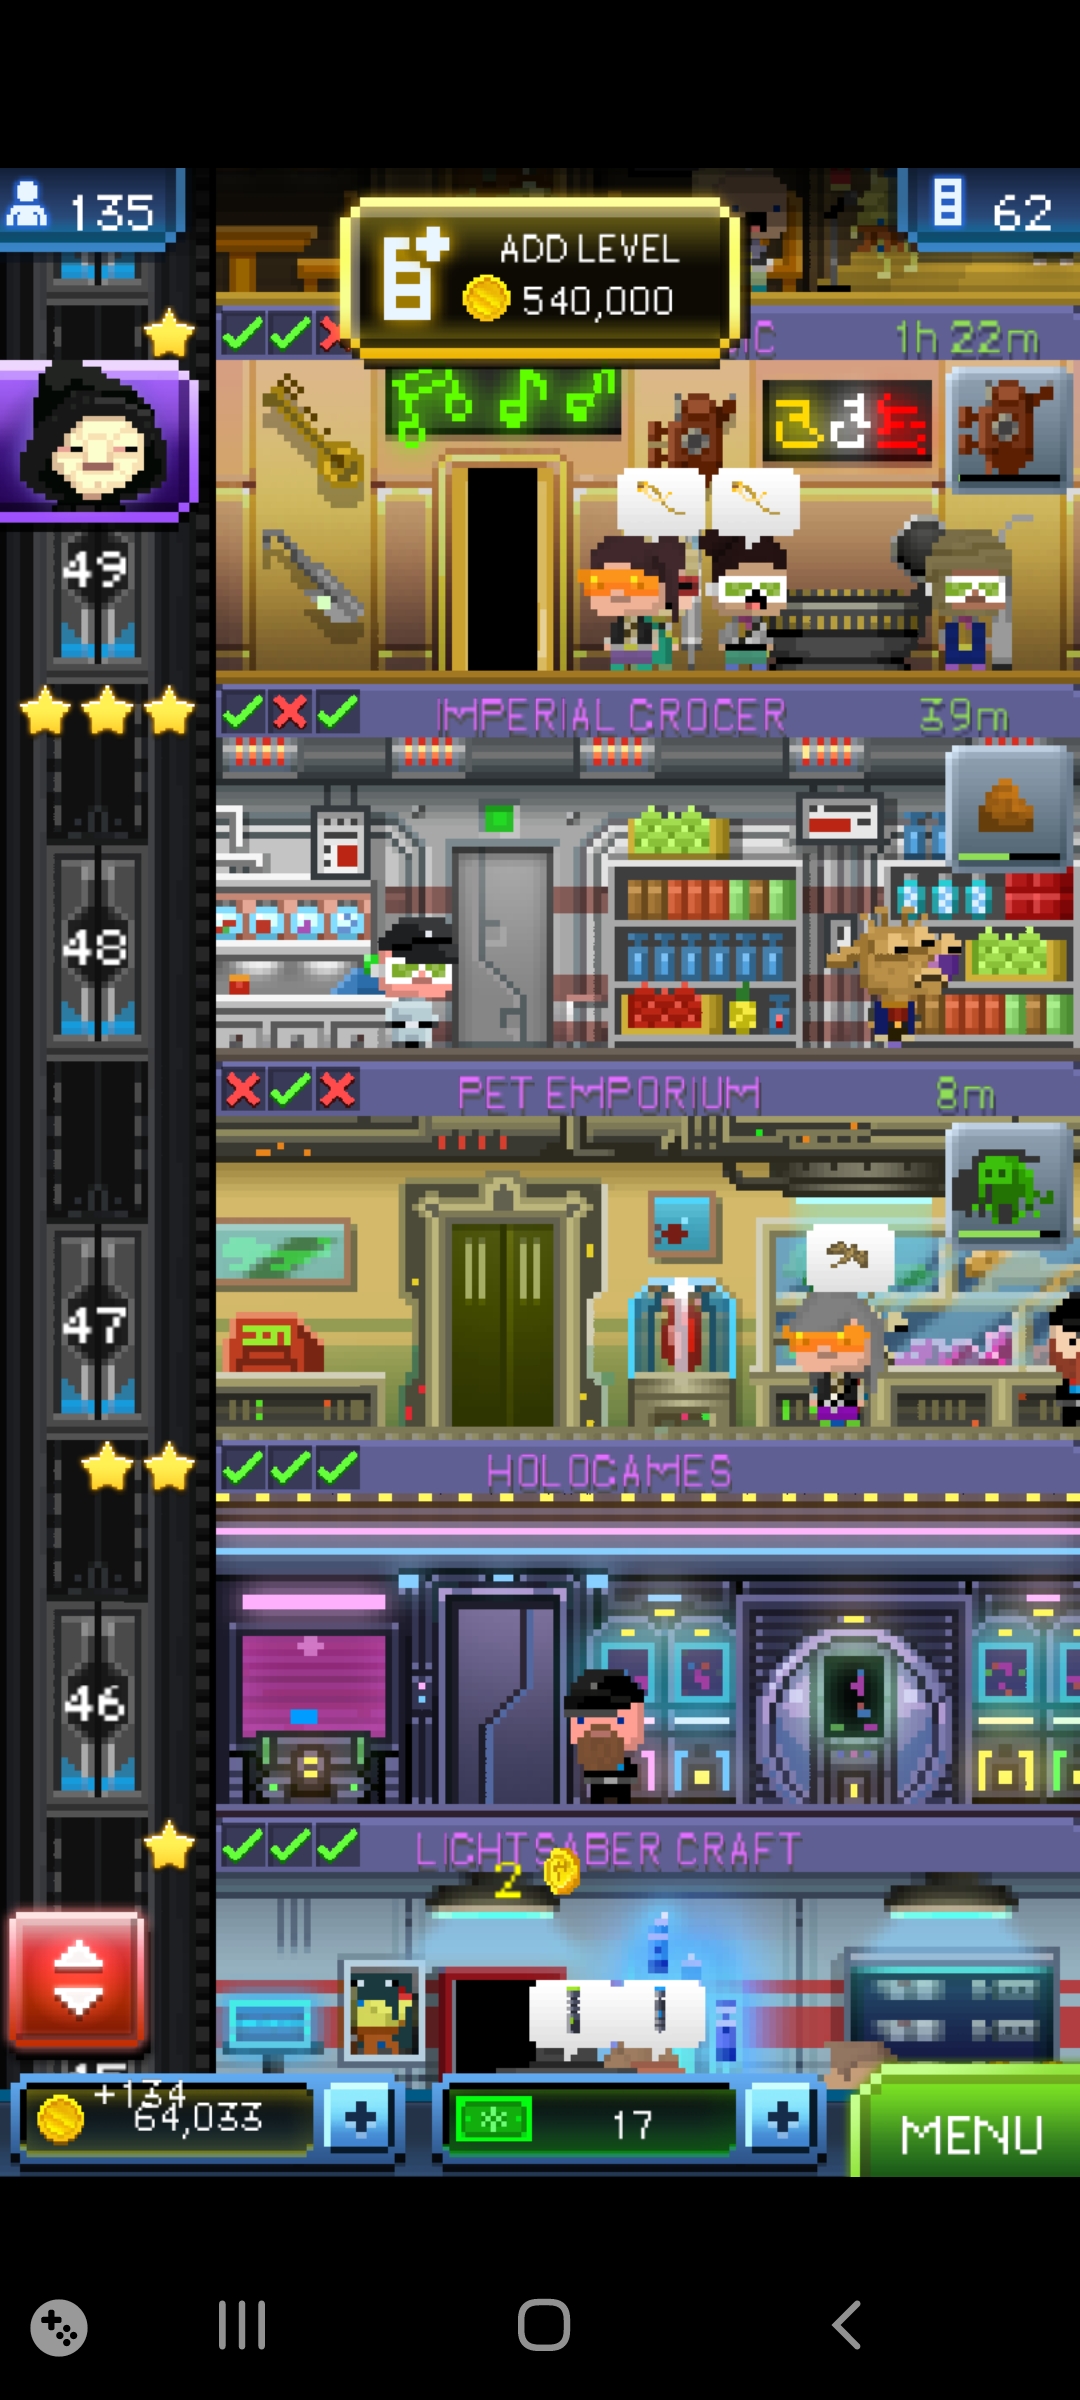 135
ADD LEVEL
540,000
62
IC 1h 22m
49
IMPERIAL GROCER 39m
48
PET EMPORIUM 8m
47
HOLOGAMES
46
LIGHTSABER CRAFT
2
+134
64,033
17
MENU